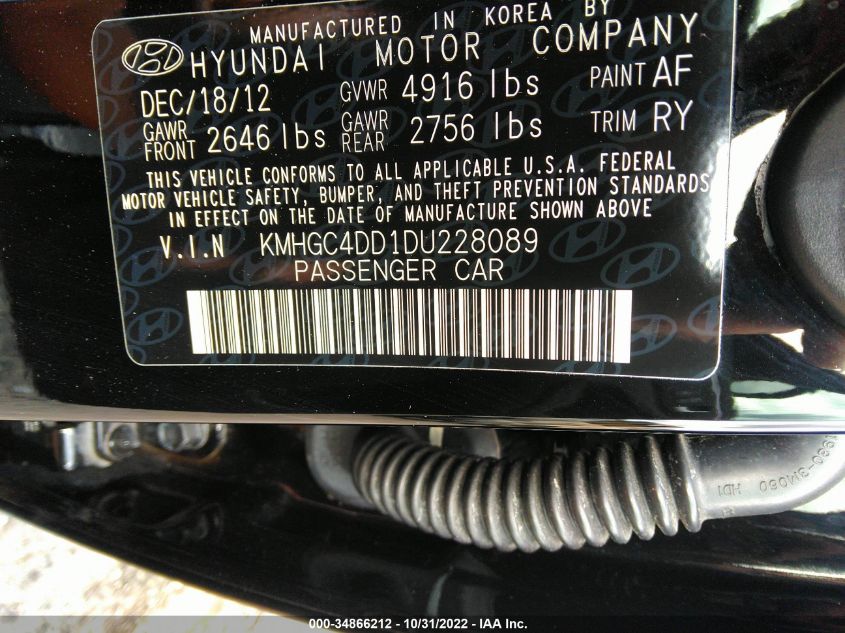 MANUFACTURED IN KOREA BY
HYUNDAI MOTOR COMPANY
DEC/18/12 GVWR 4916 lbs PAINT AF
GAWR FRONT 2646 lbs GAWR REAR 2756 lbs TRIM RY
THIS VEHICLE CONFORMS TO ALL APPLICABLE U.S.A. FEDERAL
MOTOR VEHICLE SAFETY, BUMPER, AND THEFT PREVENTION STANDARDS
IN EFFECT ON THE DATE OF MANUFACTURE SHOWN ABOVE
V.I.N KMHGC4DD1DU228089
PASSENGER CAR
980-3M060
HDI
000-34866212 - 10/31/2022 - IAA Inc.